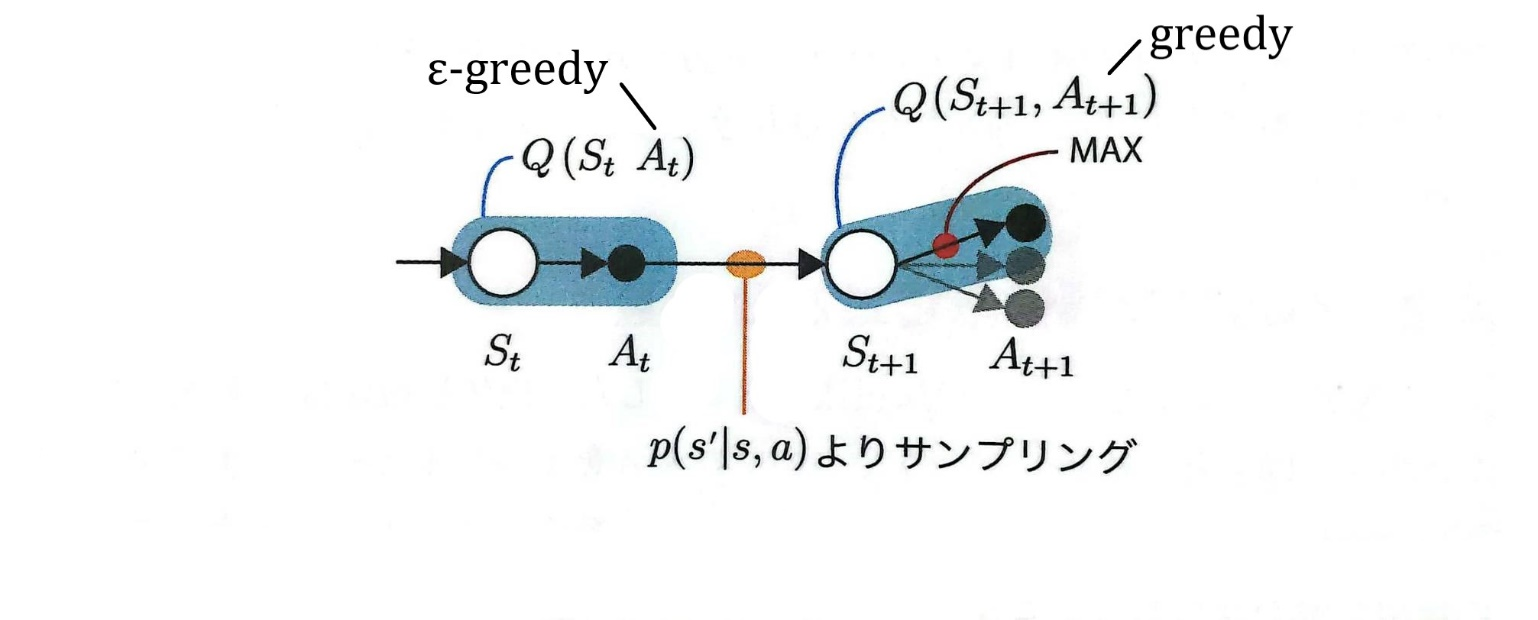 greedy
ε-greedy
Q(S_{t+1}, A_{t+1})
MAX
Q(S_t A_t)
S_t A_t S_{t+1} A_{t+1}
p(s′|s, a)よりサンプリング